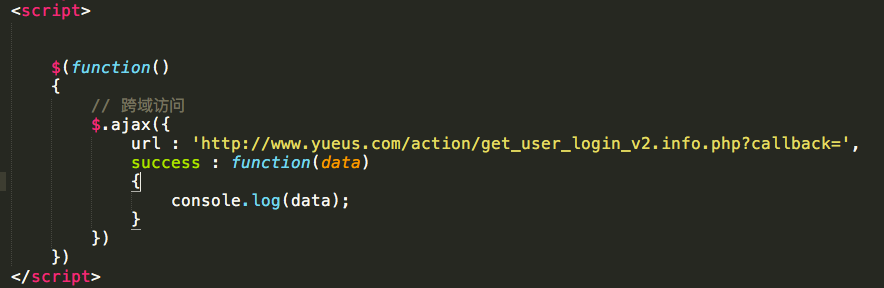 <script>
$(function()
{
// 跨域访问
$.ajax({
url : 'http://www.yueus.com/action/get_user_login_v2.info.php?callback=',
success : function(data)
{
console.log(data);
}
})
})
</script>